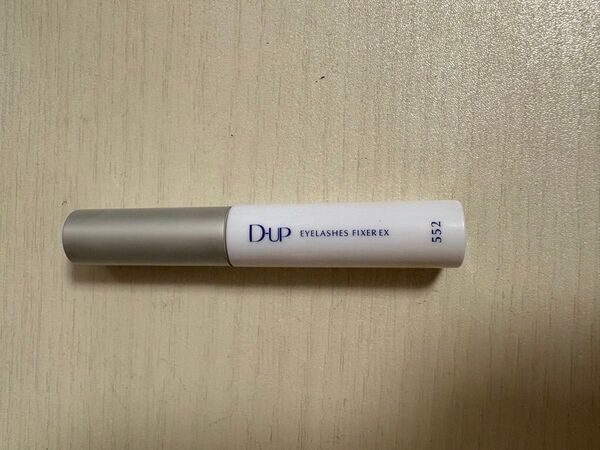 D-UP EYELASHES FIXER EX
552